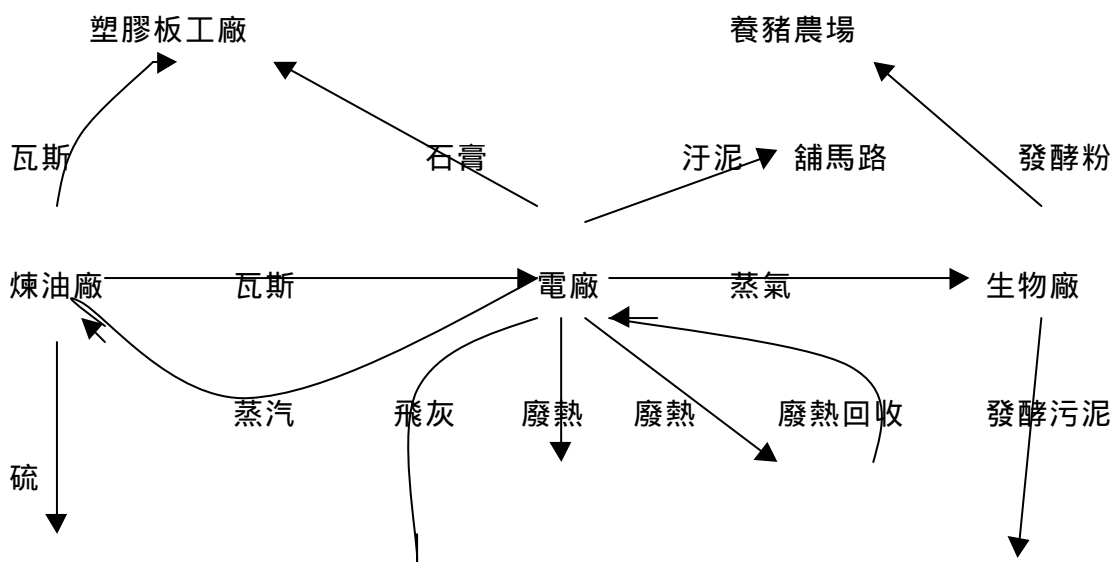 塑膠板工廠 養豬農場
瓦斯 石膏 汙泥 舖馬路 發酵粉
煉油廠 瓦斯 電廠 蒸氣 生物廠
蒸汽 飛灰 廢熱 廢熱 廢熱回收 發酵污泥
硫